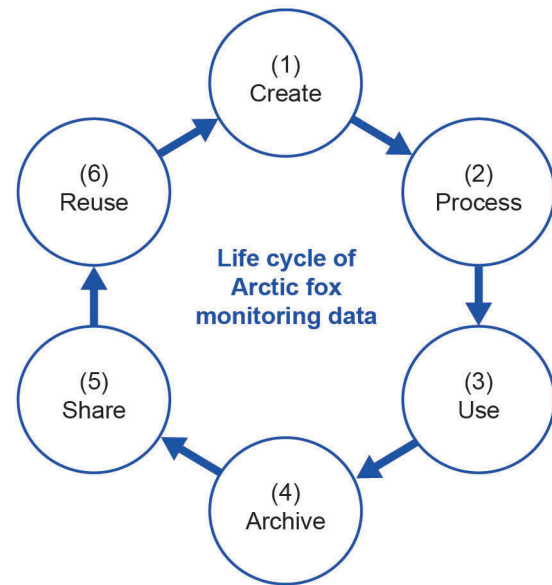 (1)
Create
(2)
Process
(3)
Use
(4)
Archive
(5)
Share
(6)
Reuse
Life cycle of
Arctic fox
monitoring data